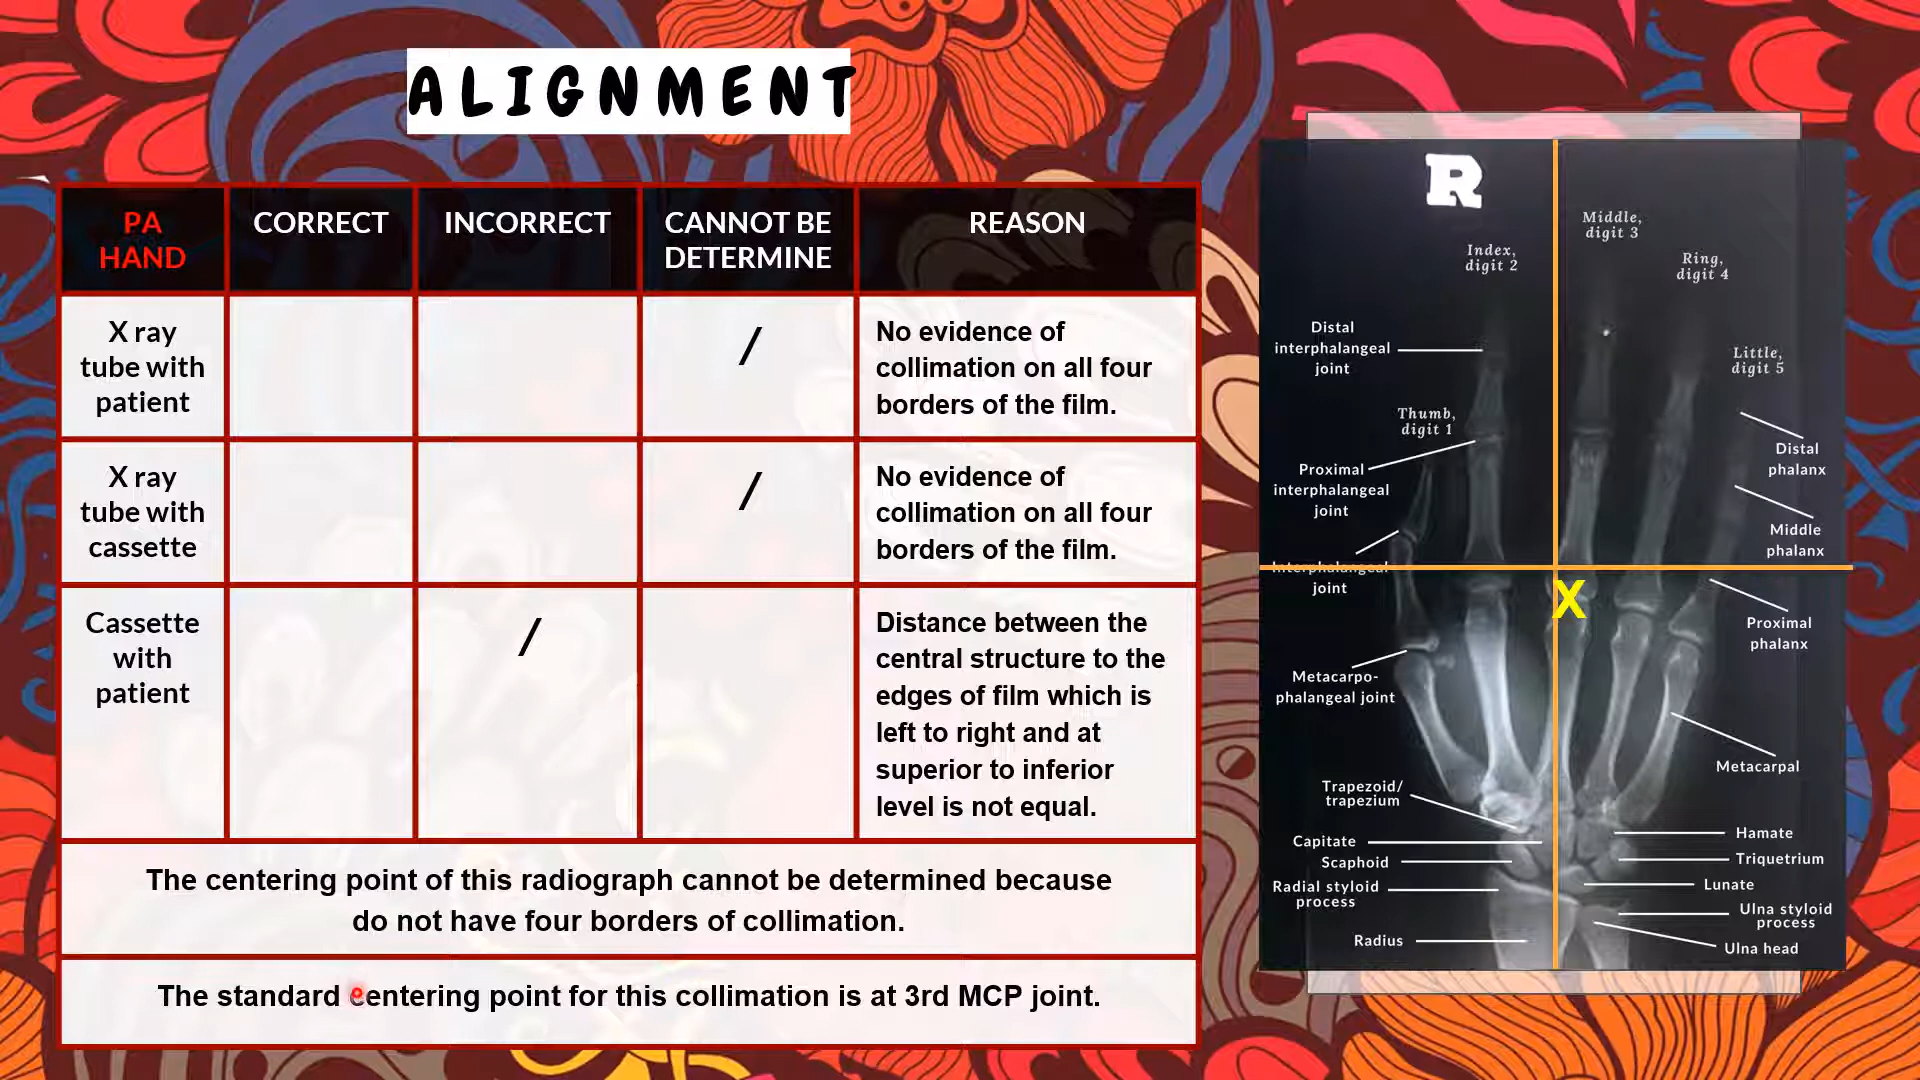 ALIGNMENT
PA
HAND
CORRECT
INCORRECT
CANNOT BE
DETERMINE
REASON
X ray
tube with
patient
/
No evidence of
collimation on all four
borders of the film.
X ray
tube with
cassette
/
No evidence of
collimation on all four
borders of the film.
Cassette
with
patient
/
Distance between the
central structure to the
edges of film which is
left to right and at
superior to inferior
level is not equal.
The centering point of this radiograph cannot be determined because
do not have four borders of collimation.
The standard centering point for this collimation is at 3rd MCP joint.
R
Middle,
digit 3
Index,
digit 2
Ring,
digit 4
Distal
interphalangeal
joint
Little,
digit 5
Thumb,
digit 1
Distal
phalanx
Proximal
interphalangeal
joint
Middle
phalanx
Interphalangeal
joint
X
Proximal
phalanx
Metacarpo-
phalangeal joint
Metacarpal
Trapezoid/
trapezium
Capitate
Hamate
Scaphoid
Triquetrium
Radial styloid
process
Lunate
Ulna styloid
process
Radius
Ulna head